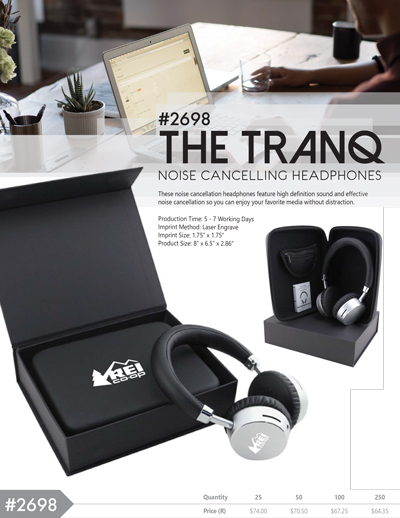 #2698
THE TRANQ
NOISE CANCELLING HEADPHONES
These noise cancellation headphones feature high definition sound and effective
noise cancellation so you can enjoy your favorite media without distraction.
Production Time: 5 - 7 Working Days
Imprint Method: Laser Engrave
Imprint Size: 1.75" x 1.75"
Product Size: 8" x 6.5" x 2.86"
REI
co-op
REI
co-op
#2698
Quantity 25 50 100 250
Price (R) $74.00 $70.50 $67.25 $64.35